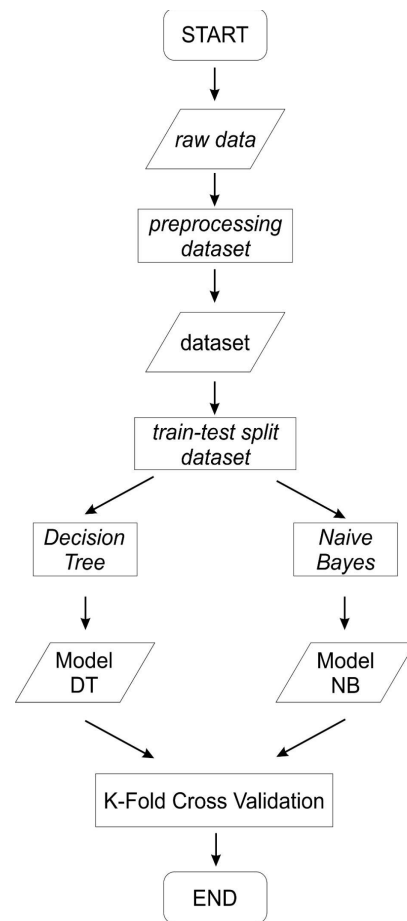 START
raw data
preprocessing
dataset
dataset
train-test split
dataset
Decision
Tree
Naive
Bayes
Model
DT
Model
NB
K-Fold Cross Validation
END